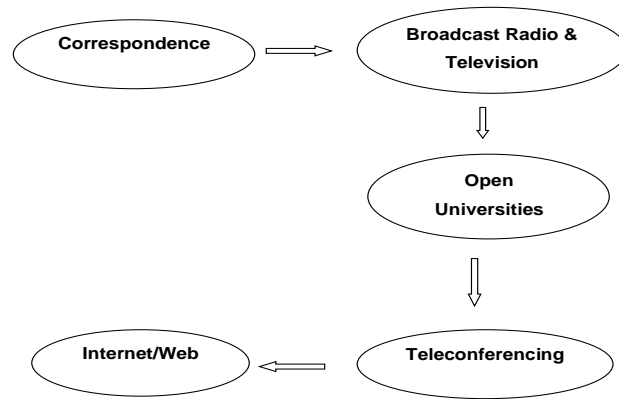 Correspondence
Broadcast Radio &
Television
Open
Universities
Teleconferencing
Internet/Web